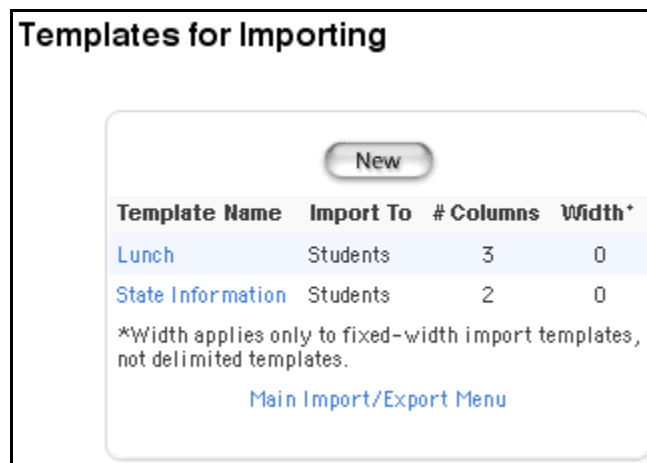 Templates for Importing
New
Template Name Import To # Columns Width*
Lunch Students 3 0
State Information Students 2 0
*Width applies only to fixed-width import templates,
not delimited templates.
Main Import/Export Menu